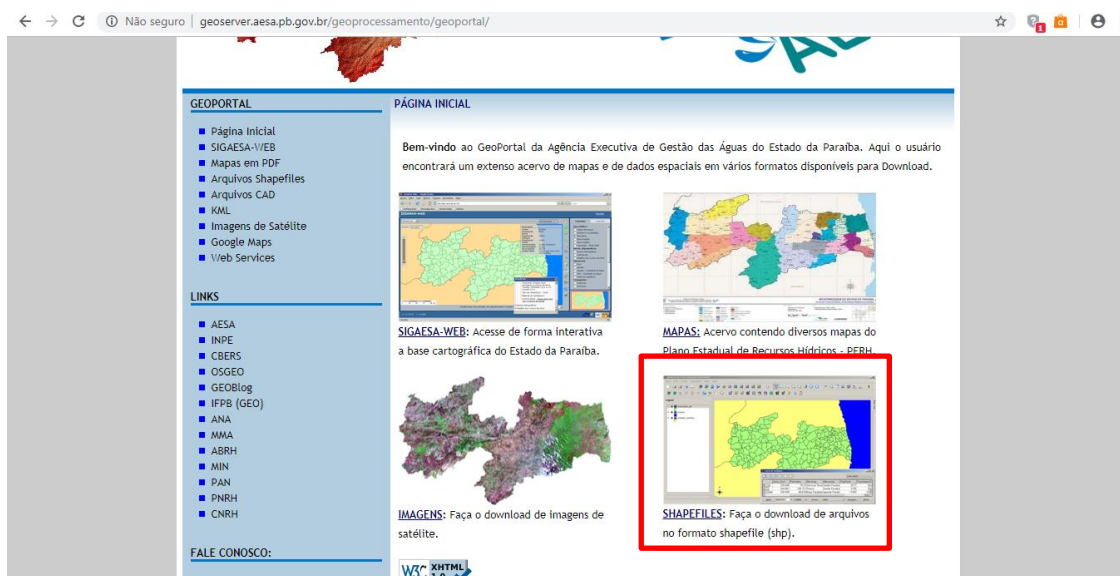 Não seguro | geoserver.aesa.pb.gov.br/geoprocessamento/geoportal/
1
a
GEOPORTAL
Página Inicial
SIGAESA-WEB
Mapas em PDF
Arquivos Shapefiles
Arquivos CAD
KML
Imagens de Satélite
Google Maps
Web Services
LINKS
AESA
INPE
CBERS
OSGEO
GEOBlog
IFPB (GEO)
ANA
MMA
ABRH
MIN
PAN
PNRH
CNRH
FALE CONOSCO:
PÁGINA INICIAL
Bem-vindo ao GeoPortal da Agência Executiva de Gestão das Águas do Estado da Paraíba. Aqui o usuário
encontrará um extenso acervo de mapas e de dados espaciais em vários formatos disponíveis para Download.
SIGAESA-WEB: Acesse de forma interativa
a base cartográfica do Estado da Paraíba.
MAPAS: Acervo contendo diversos mapas do
Plano Estadual de Recursos Hídricos - PERH.
IMAGENS: Faça o download de imagens de
satélite.
SHAPEFILES: Faça o download de arquivos
no formato shapefile (shp).
W3C XHTML
1.0